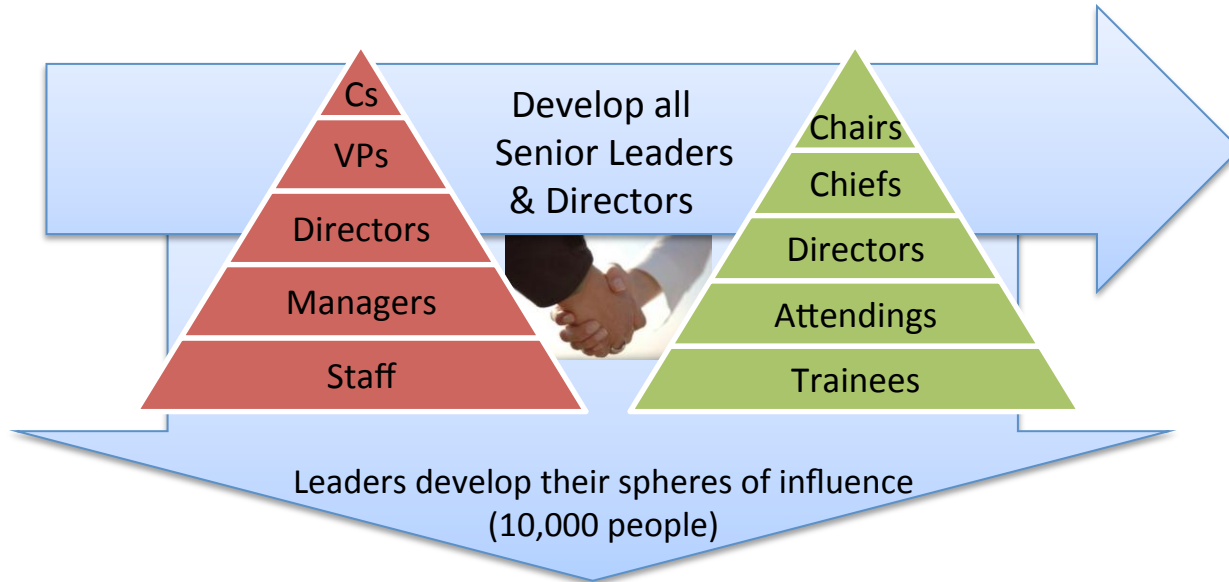 Cs
VPs
Directors
Managers
Staff
Develop all
Senior Leaders
& Directors
Chairs
Chiefs
Directors
Attendings
Trainees
Leaders develop their spheres of influence
(10,000 people)